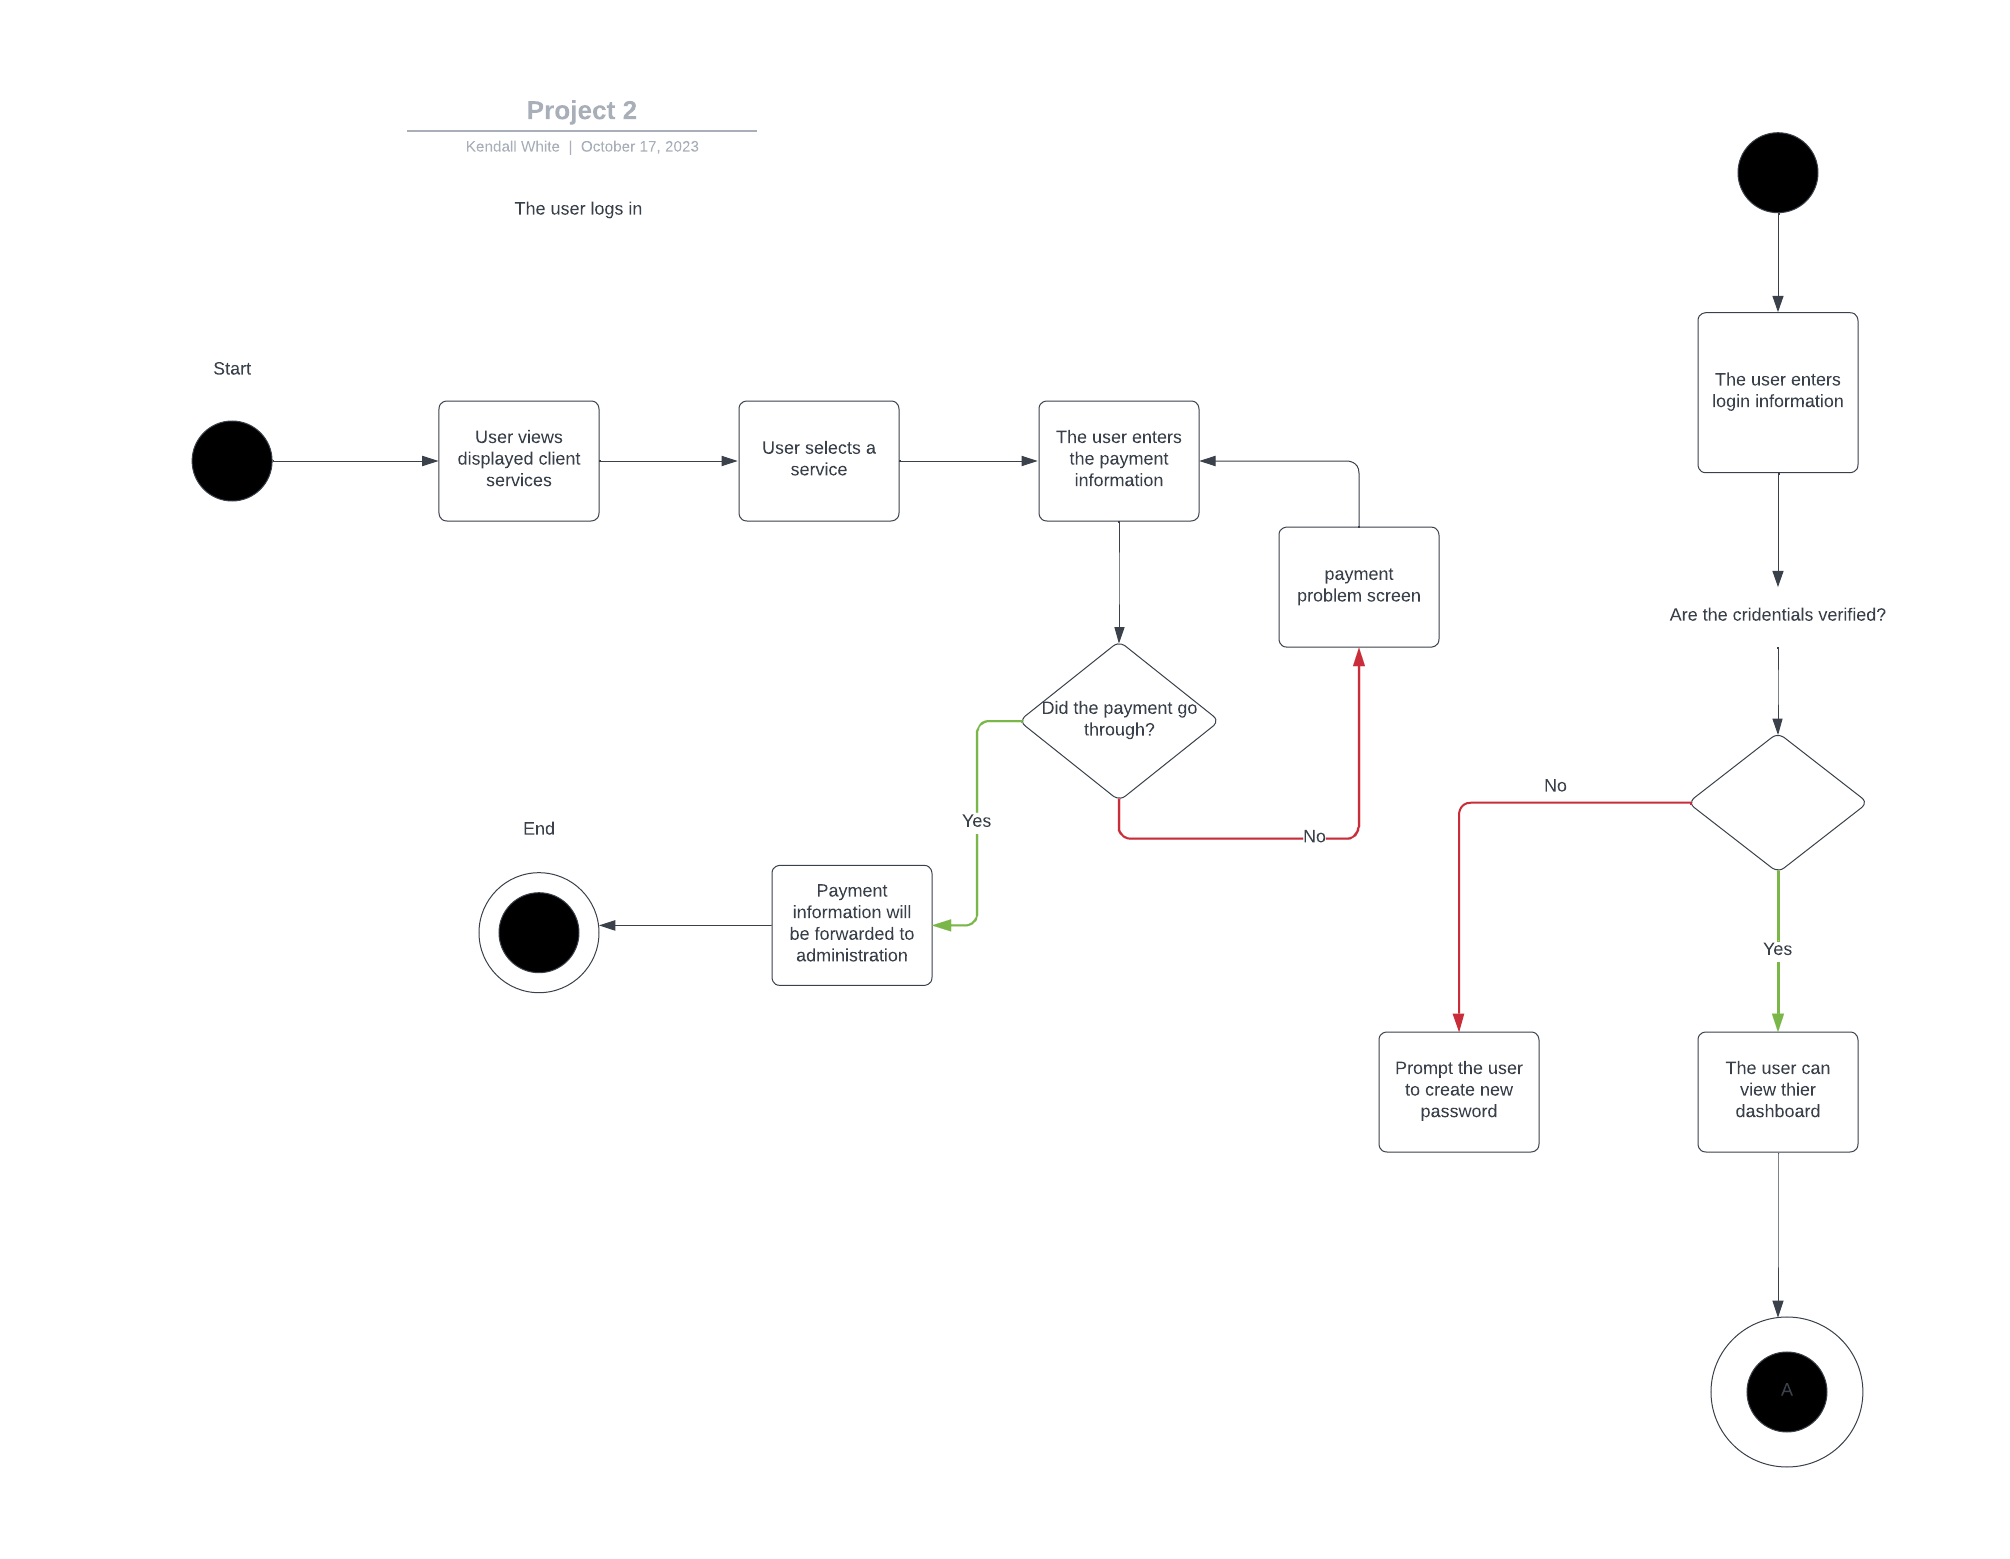 Project 2
Kendall White | October 17, 2023
The user logs in
Start
User views
displayed client
services
User selects a
service
The user enters
the payment
information
payment
problem screen
Did the payment go
through?
Yes
No
End
Payment
information will
be forwarded to
administration
The user enters
login information
Are the cridentials verified?
No
Yes
Prompt the user
to create new
password
The user can
view thier
dashboard
A